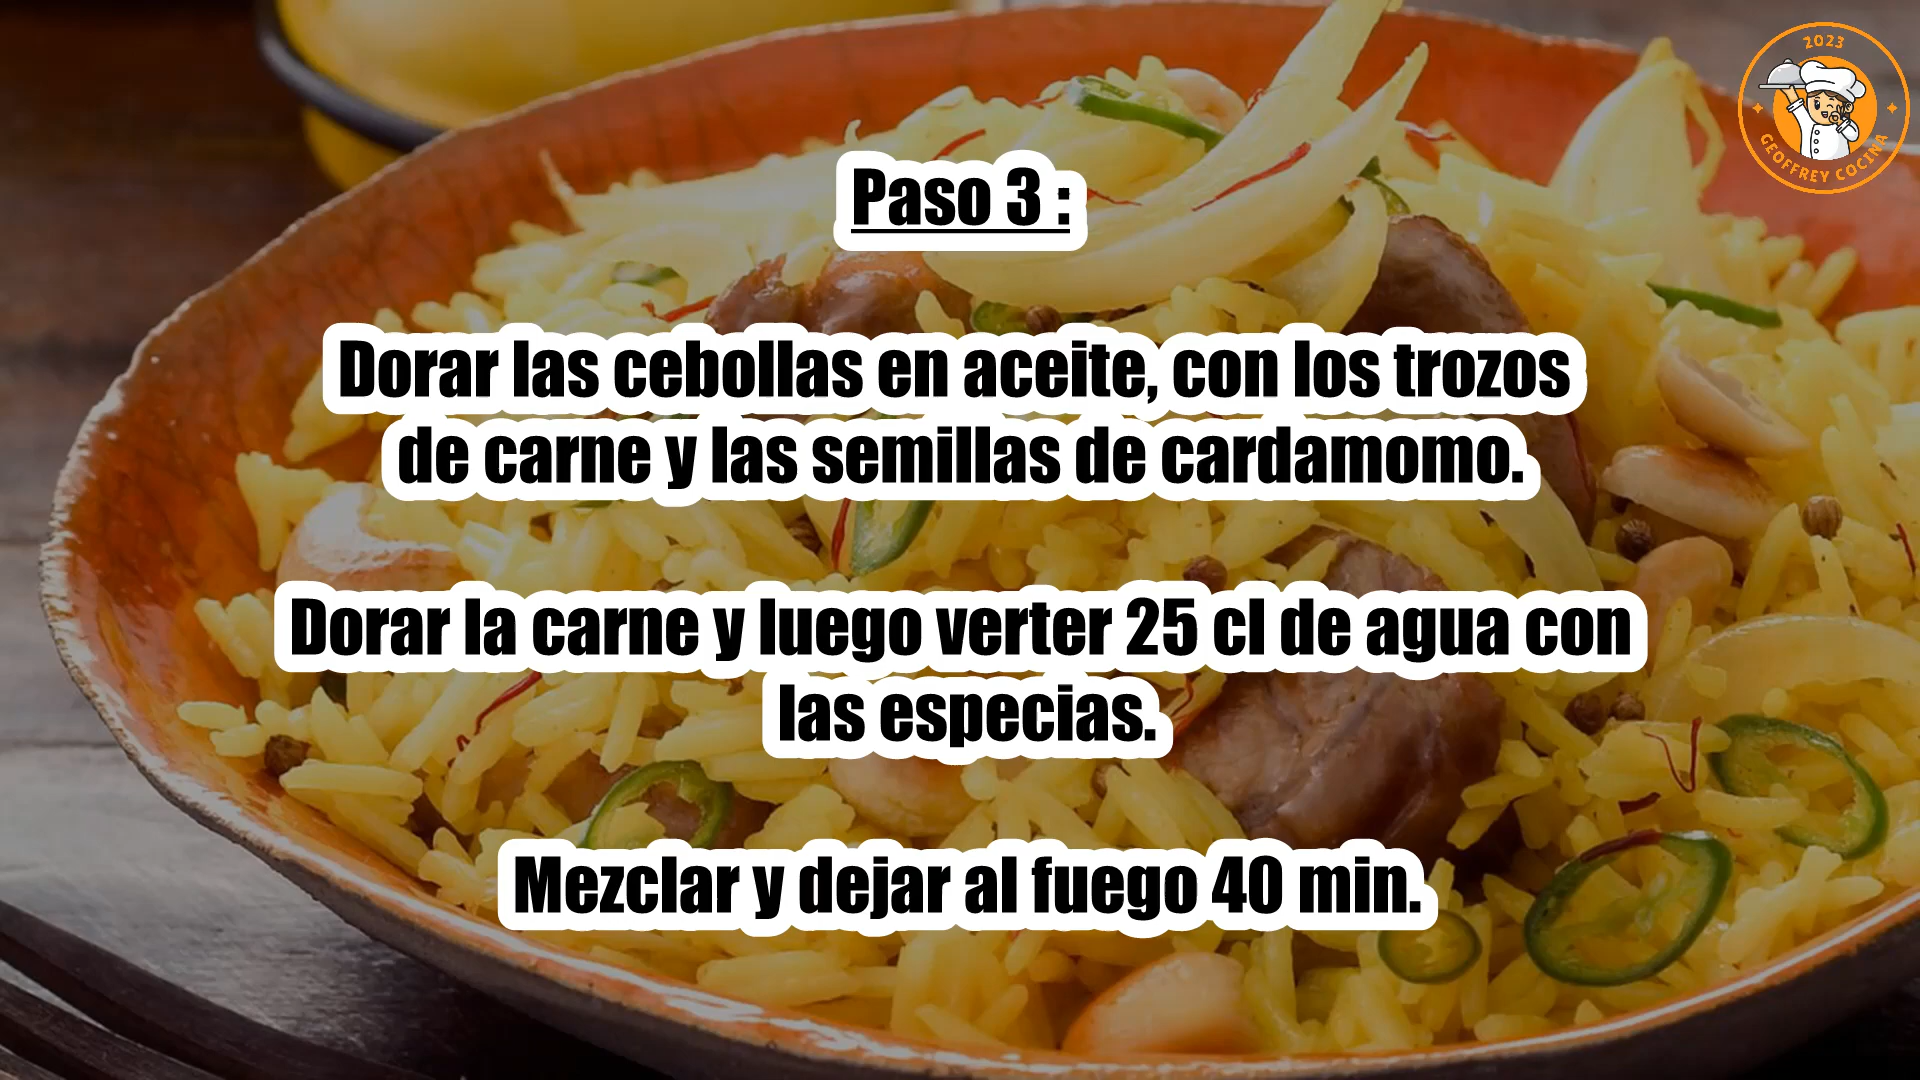 2023
GEOFFREY COCINA
Paso 3 :
Dorar las cebollas en aceite, con los trozos
de carne y las semillas de cardamomo.
Dorar la carne y luego verter 25 cl de agua con
las especias.
Mezclar y dejar al fuego 40 min.